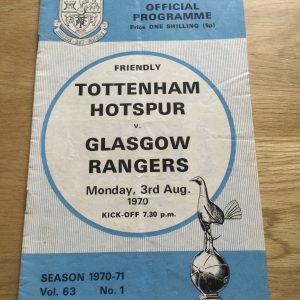 OFFICIAL
PROGRAMME
Price ONE SHILLING (5p)
FRIENDLY
TOTTENHAM
HOTSPUR
v.
GLASGOW
RANGERS
Monday, 3rd Aug.
1970
KICK-OFF 7.30 p.m.
SEASON 1970-71
Vol. 63 No. 1